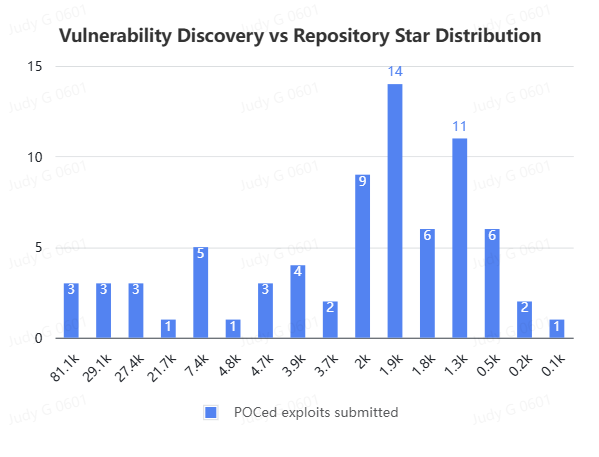 Vulnerability Discovery vs Repository Star Distribution
15
10
5
0
3
3
3
1
5
1
3
4
2
9
14
6
11
6
2
1
81.1k
29.1k
27.4k
21.7k
7.4k
4.8k
4.7k
3.9k
3.7k
2k
1.9k
1.8k
1.3k
0.5k
0.2k
0.1k
POCed exploits submitted
Judy G 0601